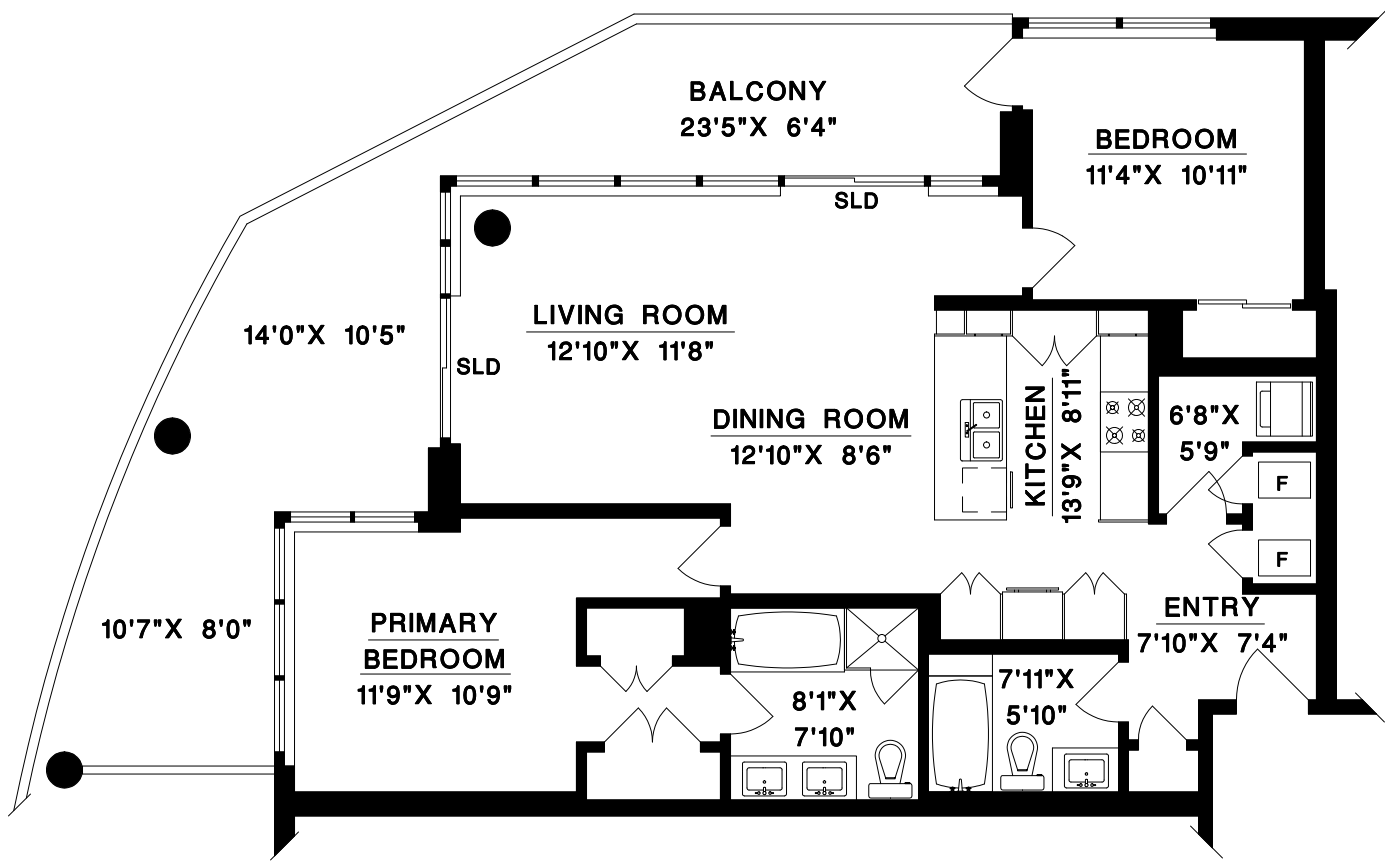 BALCONY
23'5"X 6'4"
BEDROOM
11'4"X 10'11"
SLD
LIVING ROOM
12'10"X 11'8"
14'0"X 10'5"
SLD
DINING ROOM
12'10"X 8'6"
KITCHEN
13'9"X 8'11"
6'8"X
5'9"
F
F
PRIMARY
BEDROOM
11'9"X 10'9"
10'7"X 8'0"
ENTRY
7'10"X 7'4"
8'1"X
7'10"
7'11"X
5'10"